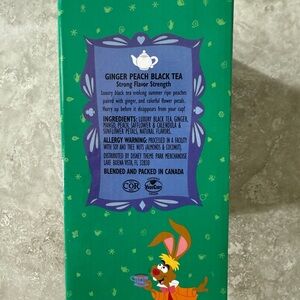 GINGER PEACH BLACK TEA
Strong Flavor Strength
Luxury black tea evoking summer ripe peaches
paired with ginger, and colorful flower petals.
Hurry up before it disappears from your cup!
INGREDIENTS: LUXURY BLACK TEA, GINGER,
MANGO, PEACH, SAFFLOWER & CALENDULA &
SUNFLOWER PETALS, NATURAL FLAVORS.
ALLERGY WARNING: PROCESSED IN A FACILITY
WITH SOY AND TREE NUTS (ALMONDS & COCONUT).
DISTRIBUTED BY DISNEY THEME PARK MERCHANDISE
LAKE BUENA VISTA, FL 32830
BLENDED AND PACKED IN CANADA
COR